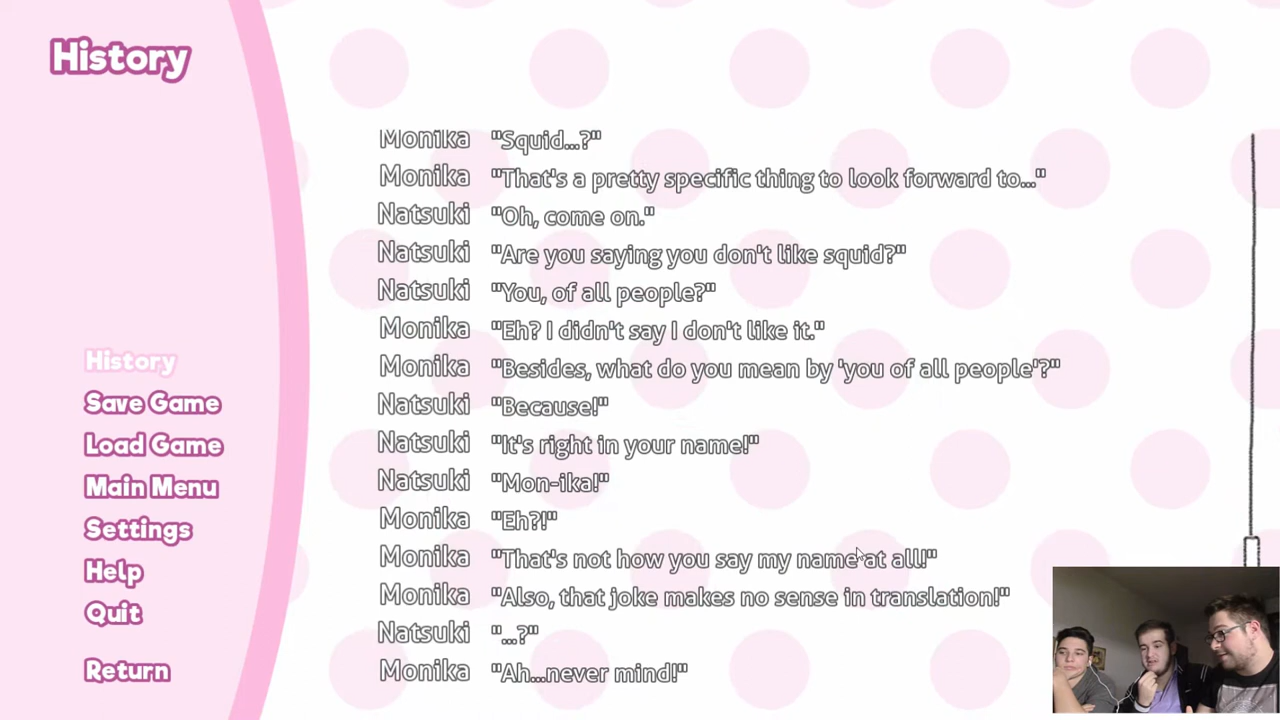 History
Monika "Squid...?"
Monika "That's a pretty specific thing to look forward to..."
Natsuki "Oh, come on."
Natsuki "Are you saying you don't like squid?"
Natsuki "You, of all people?"
Monika "Eh? I didn't say I don't like it."
Monika "Besides, what do you mean by 'you of all people'?"
Natsuki "Because!"
Natsuki "It's right in your name!"
Natsuki "Mon-ika!"
Monika "Eh?!"
Monika "That's not how you say my name at all!"
Monika "Also, that joke makes no sense in translation!"
Natsuki "...?"
Monika "Ah...never mind!"
History
Save Game
Load Game
Main Menu
Settings
Help
Quit
Return